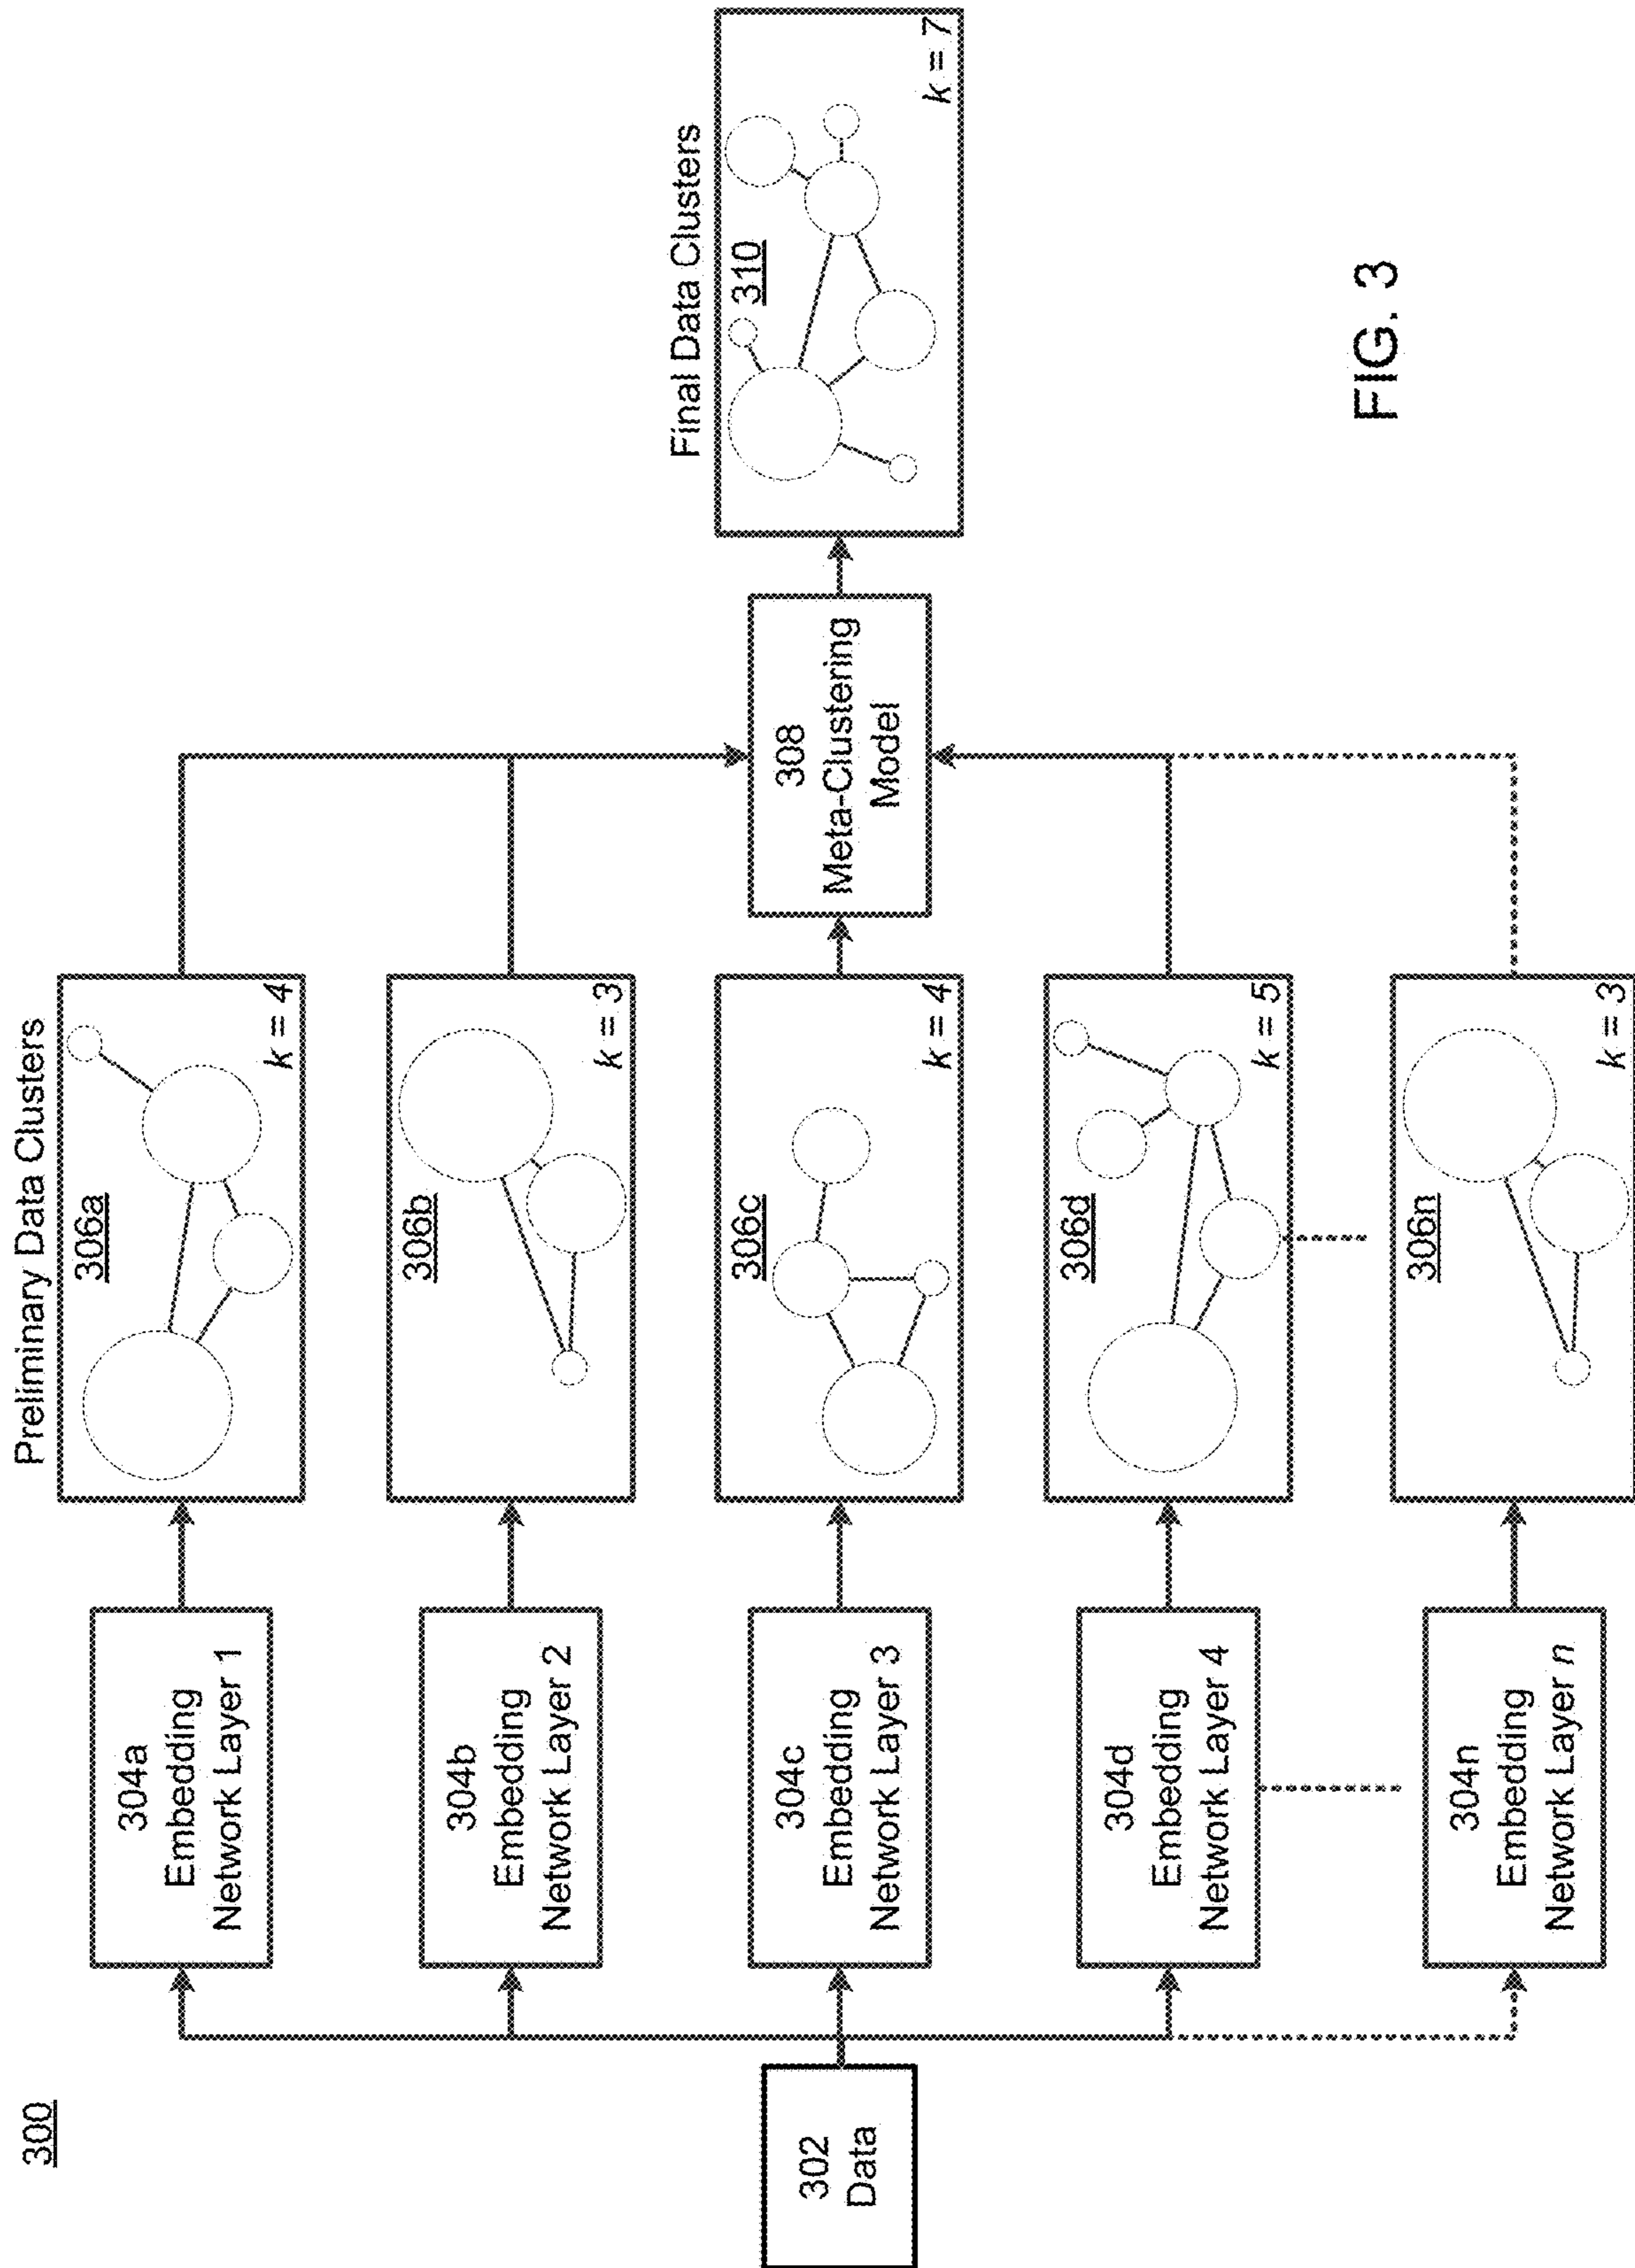 300
302
Data
304a
Embedding
Network Layer 1
304b
Embedding
Network Layer 2
304c
Embedding
Network Layer 3
304d
Embedding
Network Layer 4
304n
Embedding
Network Layer n
Preliminary Data Clusters
306a
k = 4
306b
k = 3
306c
k = 4
306d
k = 5
306n
k = 3
308
Meta-Clustering
Model
Final Data Clusters
310
k = 7
FIG. 3